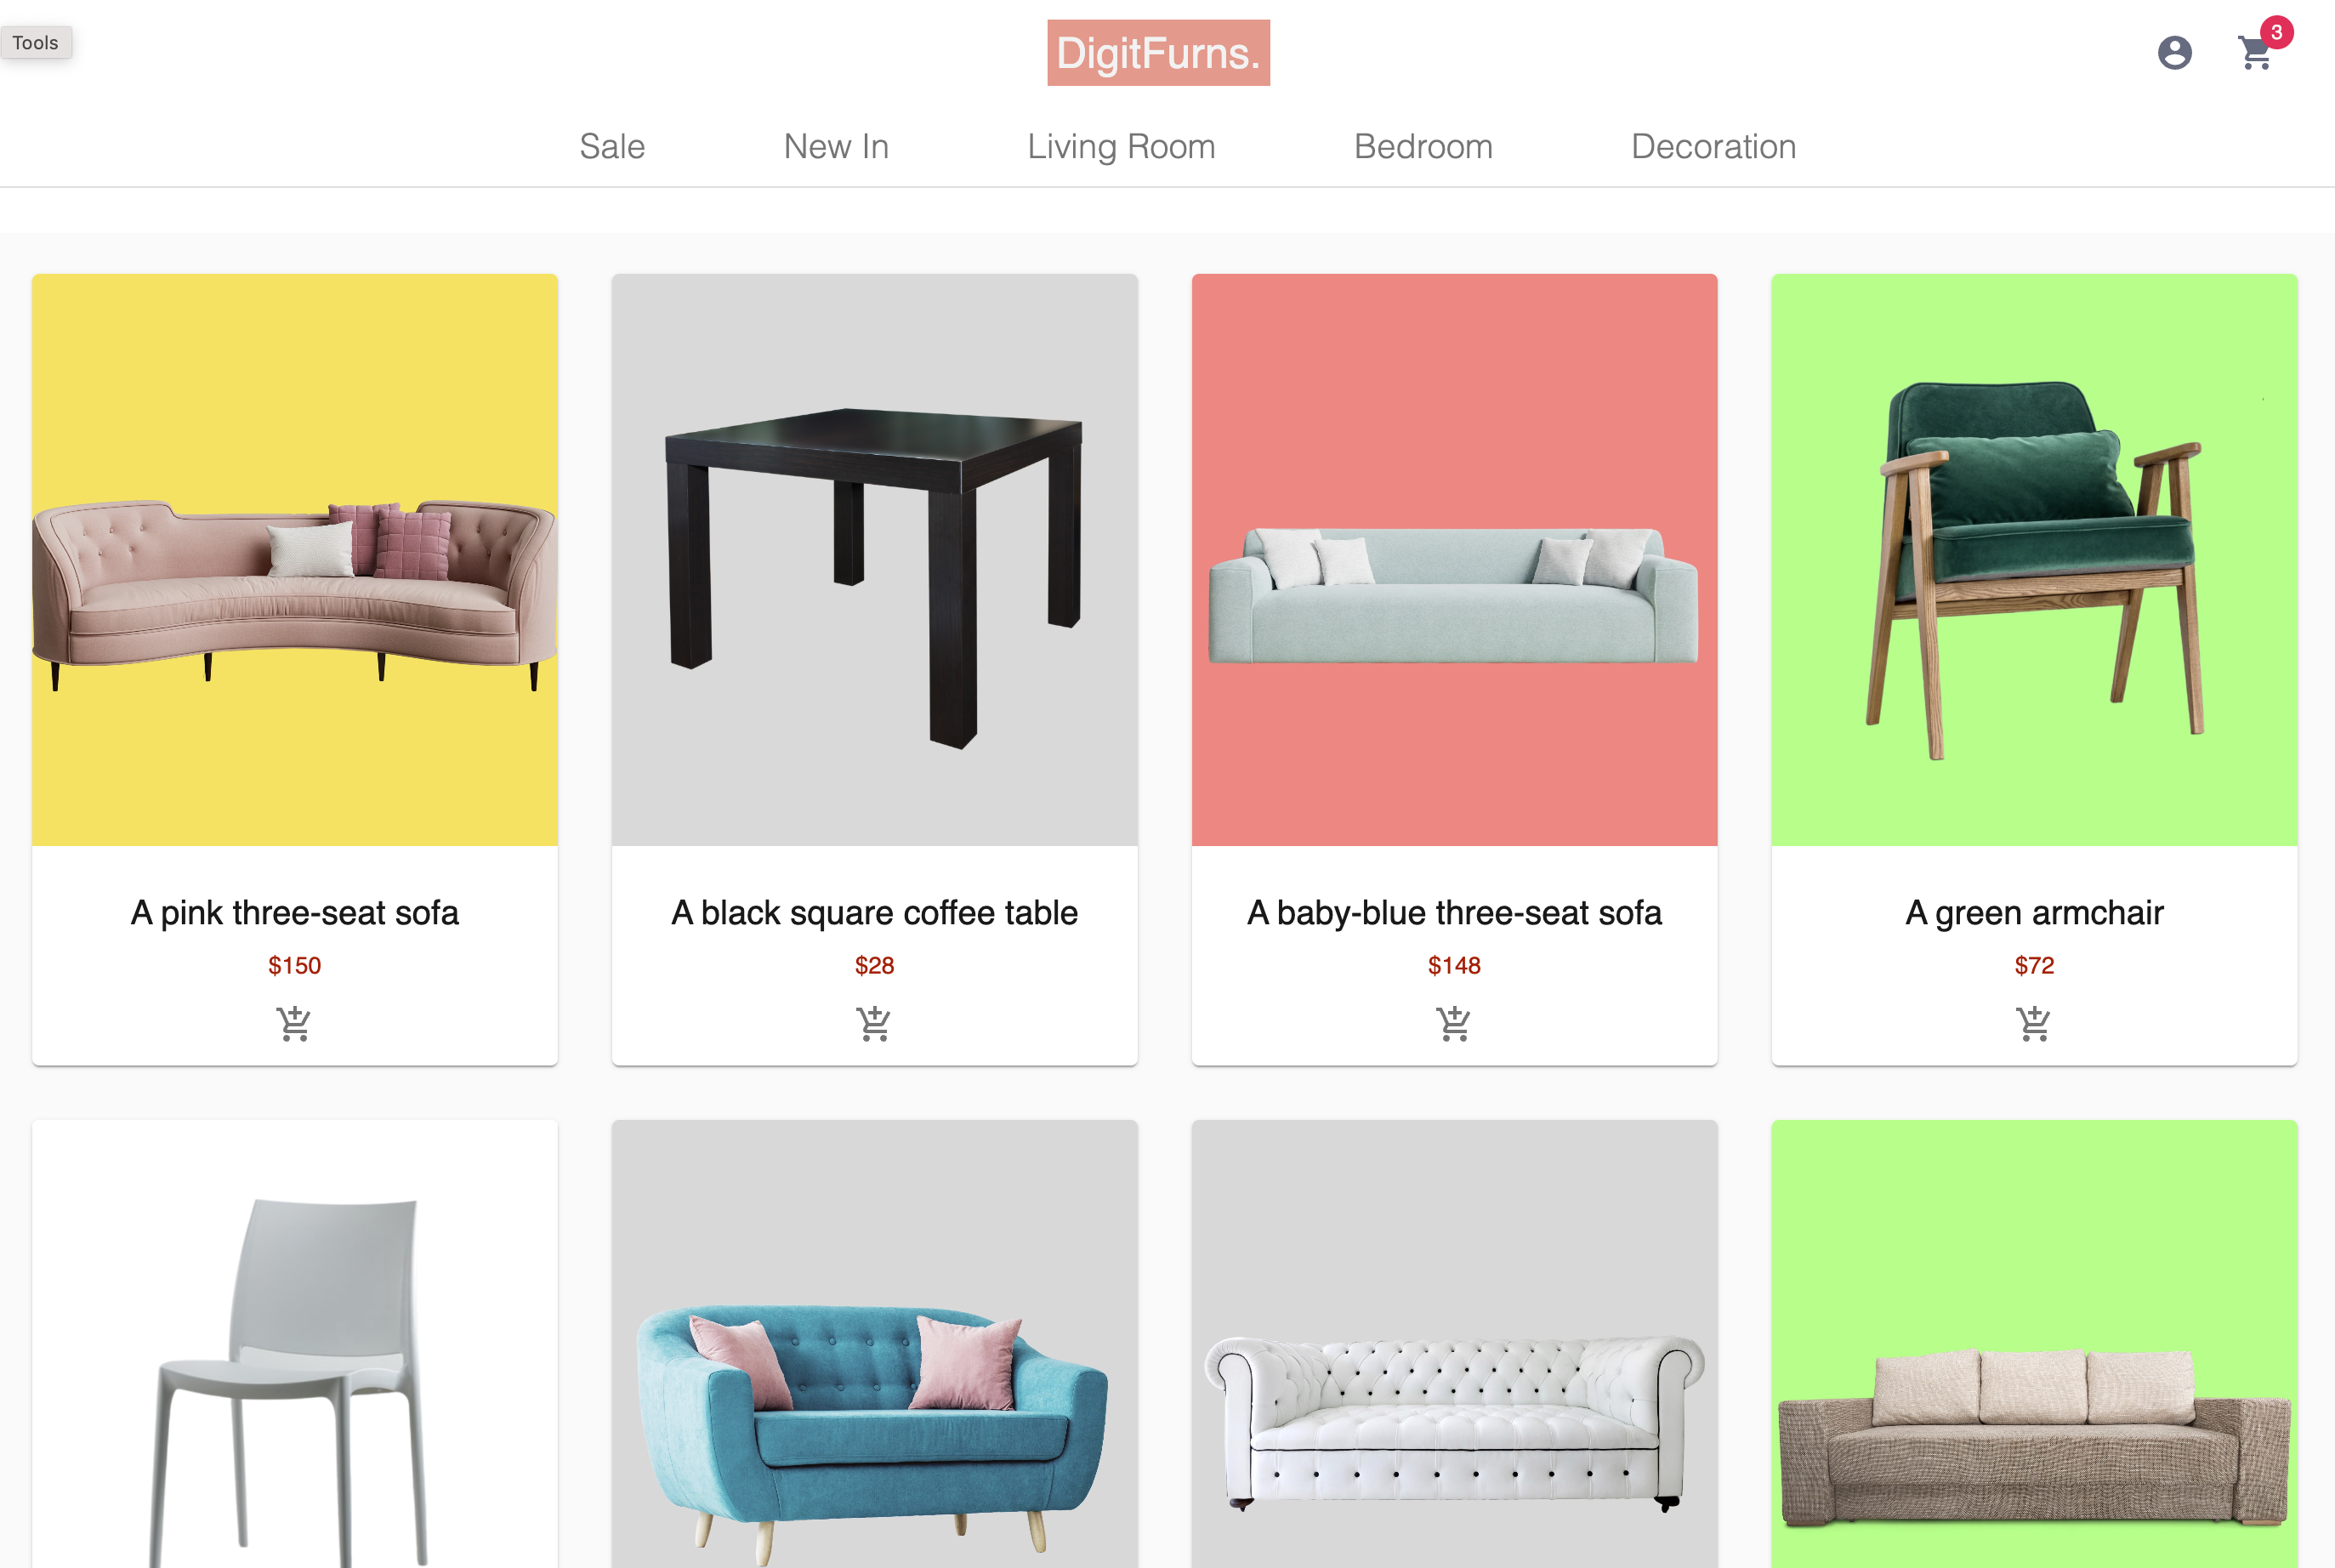 Tools
DigitFurns.
3
Sale New In Living Room Bedroom Decoration
A pink three-seat sofa
$150
A black square coffee table
$28
A baby-blue three-seat sofa
$148
A green armchair
$72